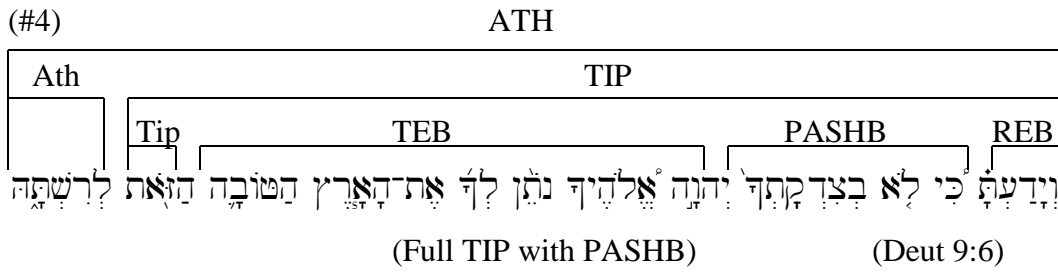 (#4) ATH
Ath TIP
Tip TEB PASHB REB
וְיָדַעְתָּ֗ כִּ֠י לֹ֤א בְצִדְקָתְךָ֙ יְהוָ֣ה אֱ֠לֹהֶיךָ נֹתֵ֨ן לְךָ֜ אֶת־הָאָ֧רֶץ הַטּוֹבָ֛ה הַזֹּ֖את לְרִשְׁתָּ֑הּ
(Full TIP with PASHB) (Deut 9:6)